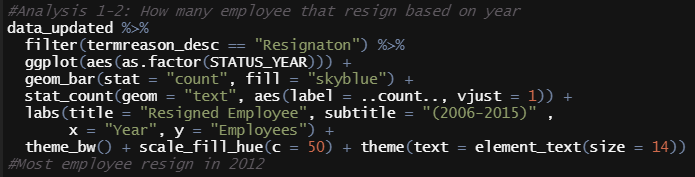 #Analysis 1-2: How many employee that resign based on year
data_updated %>%
filter(termreason_desc == "Resignaton") %>%
ggplot(aes(as.factor(STATUS_YEAR))) +
geom_bar(stat = "count", fill = "skyblue") +
stat_count(geom = "text", aes(label = ..count.., vjust = 1)) +
labs(title = "Resigned Employee", subtitle = "(2006-2015)" ,
x = "Year", y = "Employees") +
theme_bw() + scale_fill_hue(c = 50) + theme(text = element_text(size = 14))
#Most employee resign in 2012